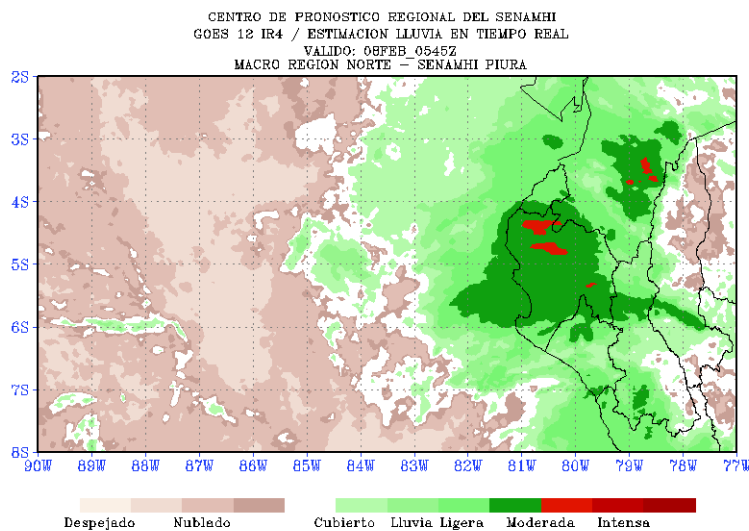 CENTRO DE PRONOSTICO REGIONAL DEL SENAMHI
GOES 12 IR4 / ESTIMACION LLUVIA EN TIEMPO REAL
VALIDO: 08FEB_0545Z
MACRO REGION NORTE – SENAMHI PIURA
2S
3S
4S
5S
6S
7S
8S
90W 89W 88W 87W 86W 85W 84W 83W 82W 81W 80W 79W 78W 77W
Despejado Nublado Cubierto Lluvia Ligera Moderada Intensa